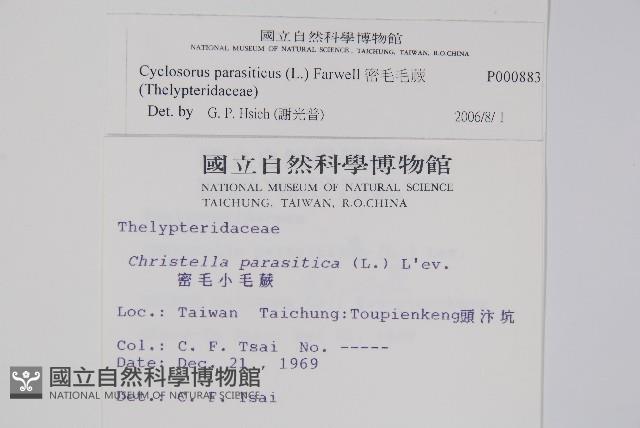 國立自然科學博物館
NATIONAL MUSEUM OF NATURAL SCIENCE, TAICHUNG, TAIWAN, R.O.CHINA
Cyclosorus parasiticus (L.) Farwell 密毛毛蕨 P000883
(Thelypteridaceae)
Det. by G. P. Hsieh (謝光普) 2006/8/1
國立自然科學博物館
NATIONAL MUSEUM OF NATURAL SCIENCE
TAICHUNG, TAIWAN, R.O.CHINA
Thelypteridaceae
Christella parasitica (L.) L'ev.
密毛小毛蕨
Loc.: Taiwan Taichung:Toupienkeng頭汴坑
Col.: C. F. Tsai No. -----
Date: Dec. 21, 1969
國立自然科學博物館
NATIONAL MUSEUM OF NATURAL SCIENCE
Det.: C. F. Tsai